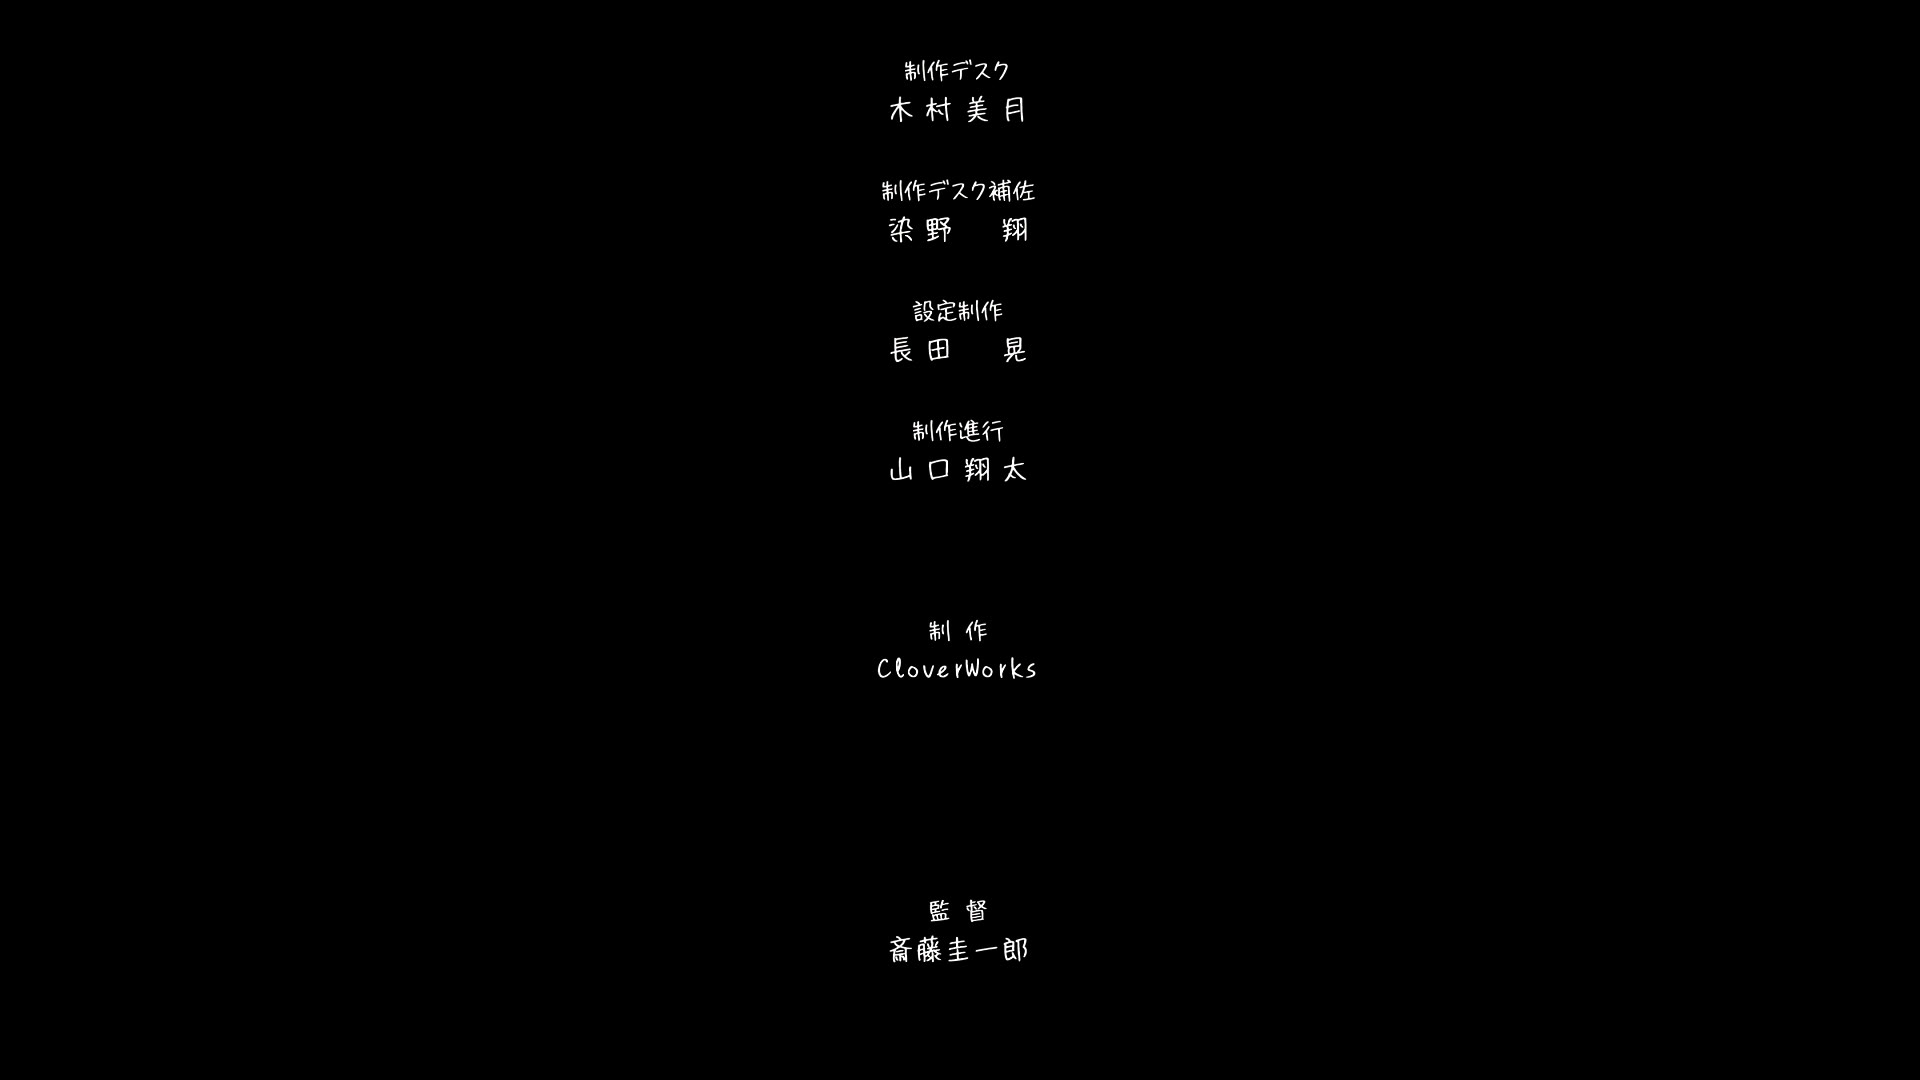 制作デスク
木村美月
制作デスク補佐
染野 翔
設定制作
長田 晃
制作進行
山口翔太
制作
CloverWorks
監督
斎藤圭一郎